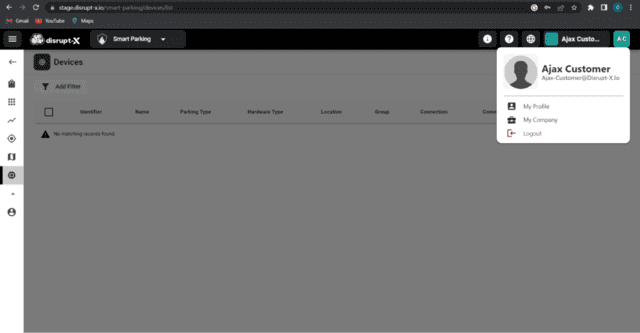 stage.disrupt-x.io/smart-parking/devices/list
Gmail YouTube Maps
disrupt-X Smart Parking Ajax Custo... A C
Devices
Ajax Customer
Ajax-Customer@Disrupt-X.Io
Add Filter
My Profile
Identifier Name Parking Type Hardware Type Location Group Connection
My Company
No matching records found.
Logout